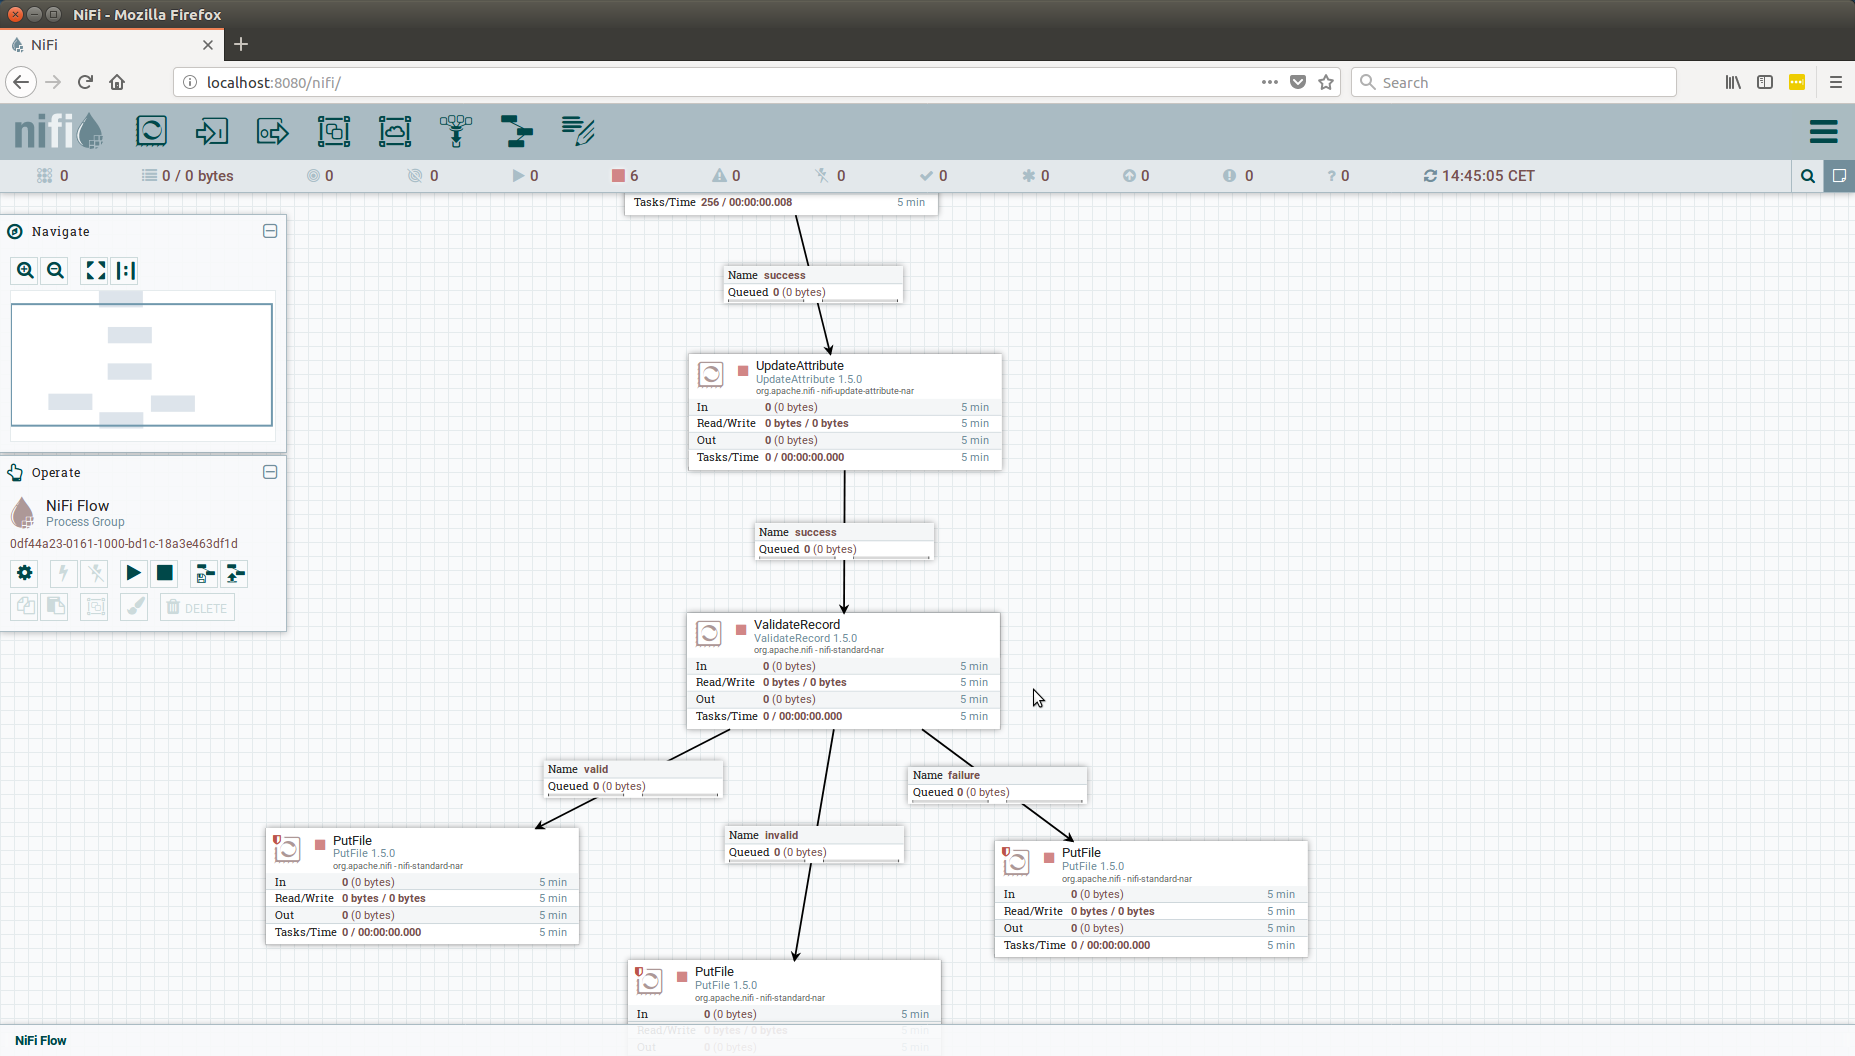 NiFi - Mozilla Firefox
NiFi
localhost:8080/nifi/
Search
nifi
0
0 / 0 bytes
0
0
0
6
0
0
0
0
0
0
? 0
14:45:05 CET
Tasks/Time 256 / 00:00:00.008 5 min
Navigate
Name success
Queued 0 (0 bytes)
UpdateAttribute
UpdateAttribute 1.5.0
org.apache.nifi - nifi-update-attribute-nar
In 0 (0 bytes) 5 min
Read/Write 0 bytes / 0 bytes 5 min
Out 0 (0 bytes) 5 min
Tasks/Time 0 / 00:00:00.000 5 min
Operate
NiFi Flow
Process Group
0df44a23-0161-1000-bd1c-18a3e463df1d
DELETE
Name success
Queued 0 (0 bytes)
ValidateRecord
ValidateRecord 1.5.0
org.apache.nifi - nifi-standard-nar
In 0 (0 bytes) 5 min
Read/Write 0 bytes / 0 bytes 5 min
Out 0 (0 bytes) 5 min
Tasks/Time 0 / 00:00:00.000 5 min
Name valid
Queued 0 (0 bytes)
Name failure
Queued 0 (0 bytes)
Name invalid
Queued 0 (0 bytes)
PutFile
PutFile 1.5.0
org.apache.nifi - nifi-standard-nar
In 0 (0 bytes) 5 min
Read/Write 0 bytes / 0 bytes 5 min
Out 0 (0 bytes) 5 min
Tasks/Time 0 / 00:00:00.000 5 min
PutFile
PutFile 1.5.0
org.apache.nifi - nifi-standard-nar
In 0 (0 bytes) 5 min
Read/Write 0 bytes / 0 bytes 5 min
Out 0 (0 bytes) 5 min
Tasks/Time 0 / 00:00:00.000 5 min
PutFile
PutFile 1.5.0
org.apache.nifi - nifi-standard-nar
In 0 (0 bytes) 5 min
Read/Write 0 bytes / 0 bytes 5 min
Out 0 (0 bytes) 5 min
NiFi Flow